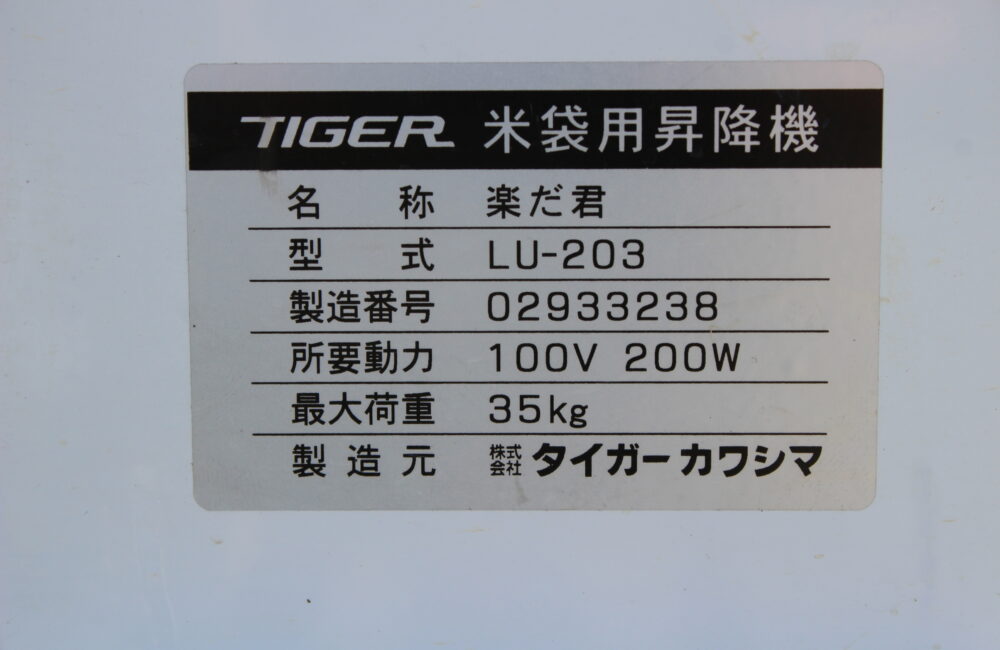 TIGER 米袋用昇降機
名 称 楽だ君
型 式 LU-203
製造番号 02933238
所要動力 100V 200W
最大荷重 35kg
製造元 株式会社 タイガーカワシマ